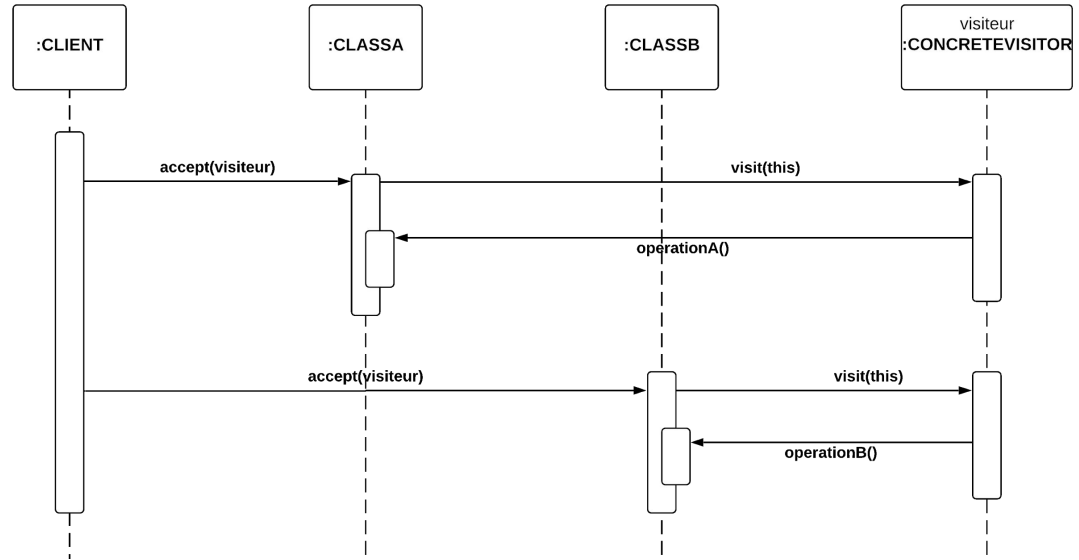 :CLIENT
:CLASSA
:CLASSB
visiteur
:CONCRETEVISITOR
accept(visiteur)
visit(this)
operationA()
accept(visiteur)
visit(this)
operationB()